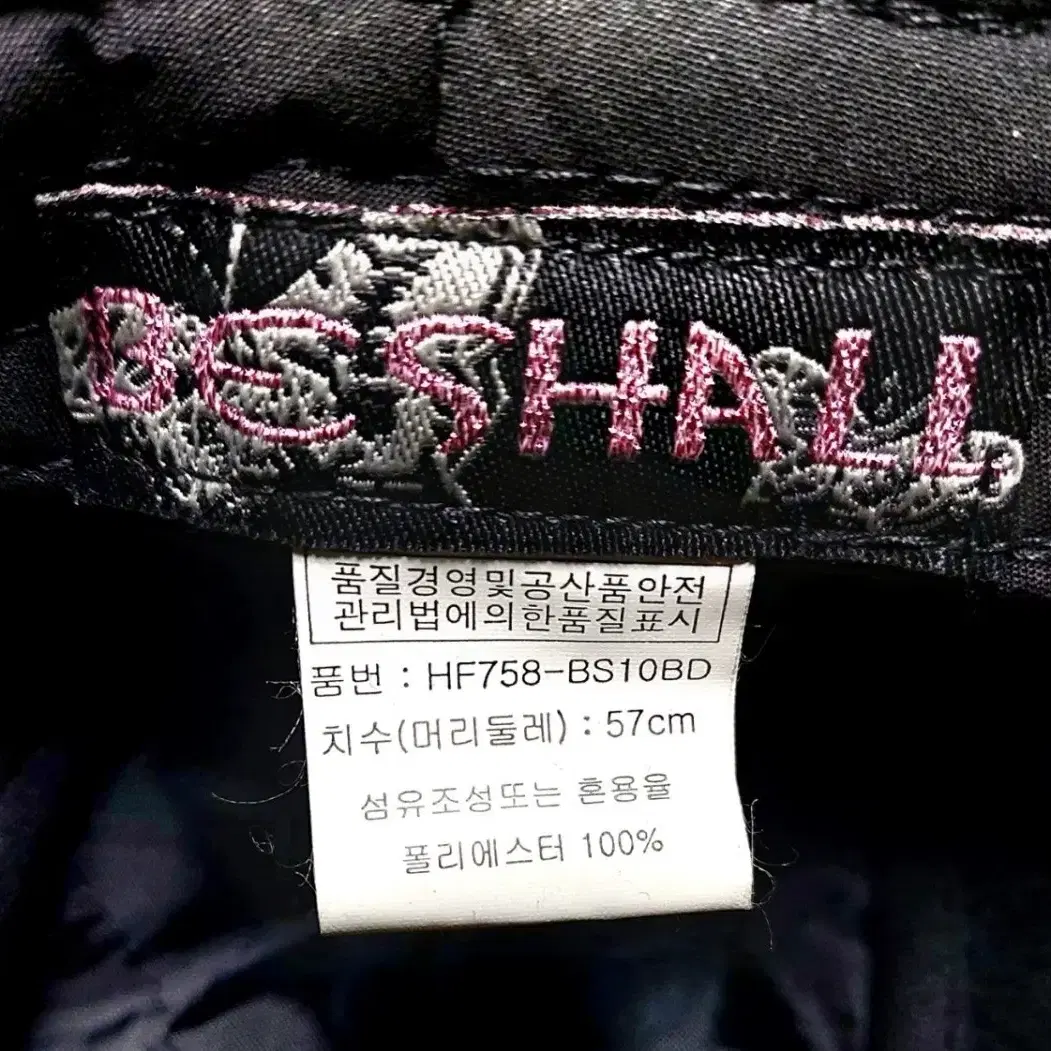 BESHALL
품질경영및공산품안전
관리법에의한품질표시
품번 : HF758-BS10BD
치수(머리둘레) : 57cm
섬유조성또는 혼용율
폴리에스터 100%